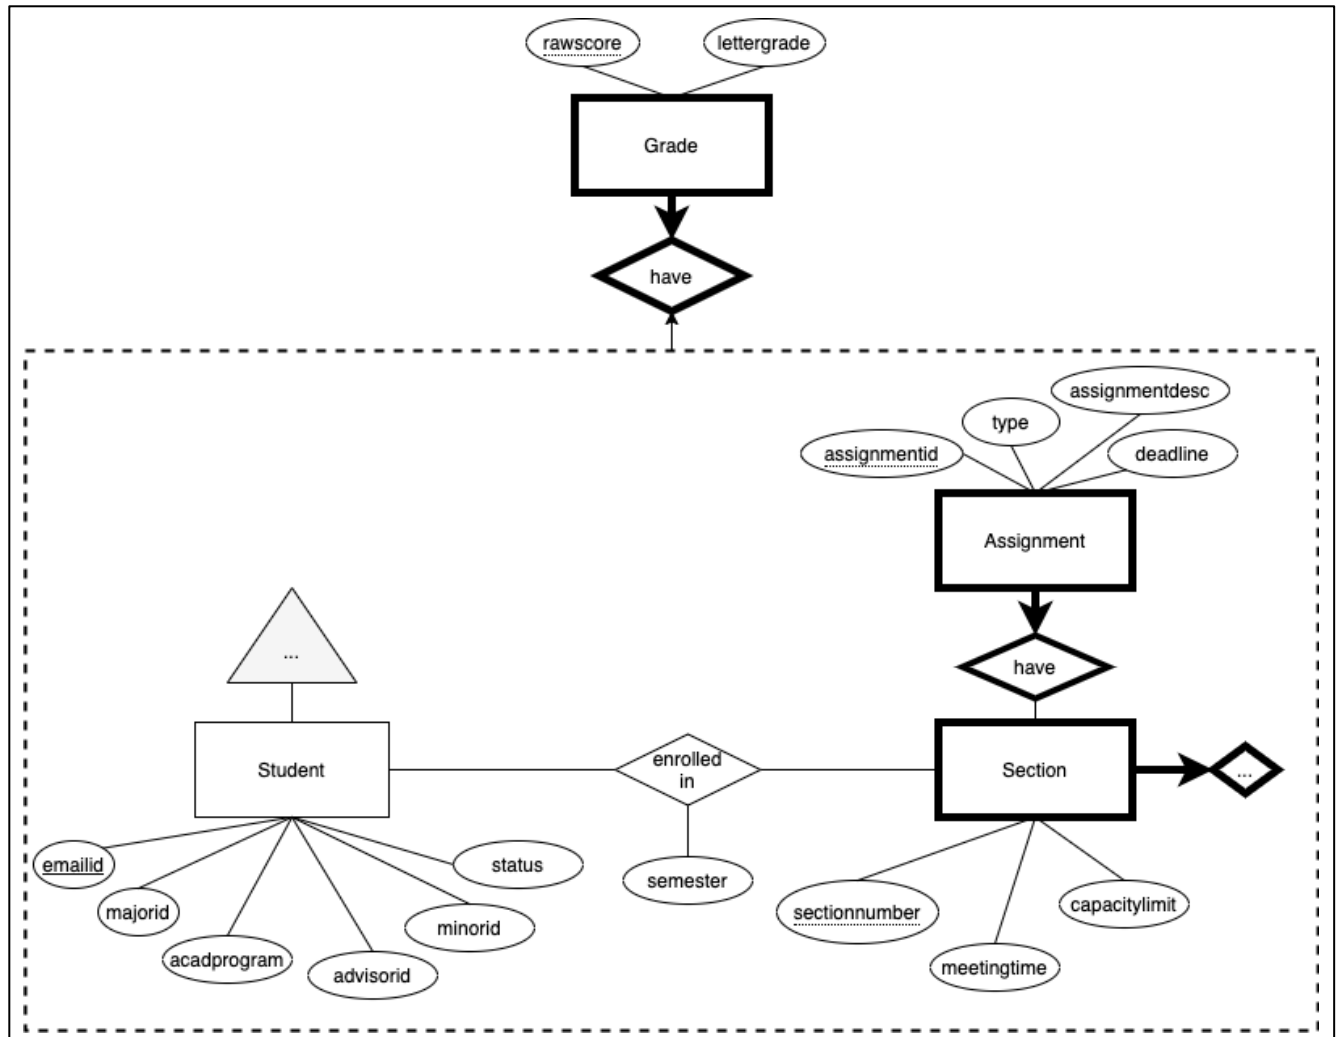 rawscore
lettergrade
Grade
have
assignmentdesc
type
assignmentid
deadline
Assignment
...
have
Student
enrolled
in
Section
...
emailid
status
semester
majorid
minorid
sectionnumber
capacitylimit
acadprogram
advisorid
meetingtime